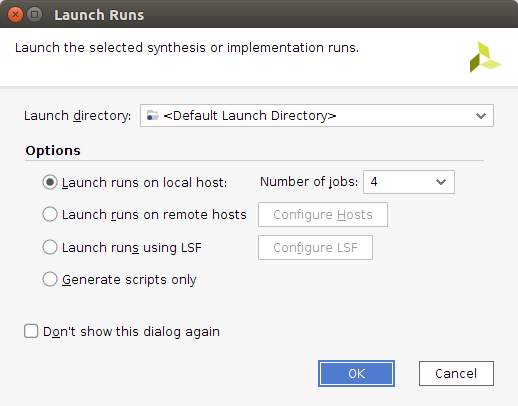 Launch Runs
Launch the selected synthesis or implementation runs.
Launch directory: <Default Launch Directory>
Options
Launch runs on local host: Number of jobs: 4
Launch runs on remote hosts Configure Hosts
Launch runs using LSF Configure LSF
Generate scripts only
Don't show this dialog again
OK Cancel